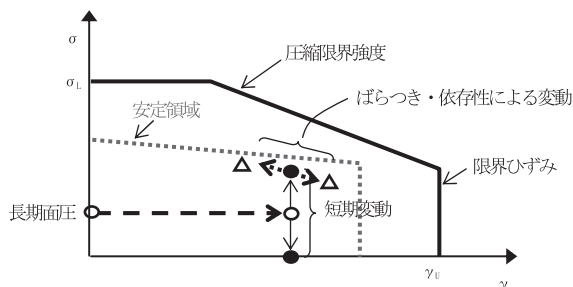 σ
圧縮限界強度
σL
ばらつき・依存性による変動
安定領域
限界ひずみ
長期面圧
短期変動
γU
γ